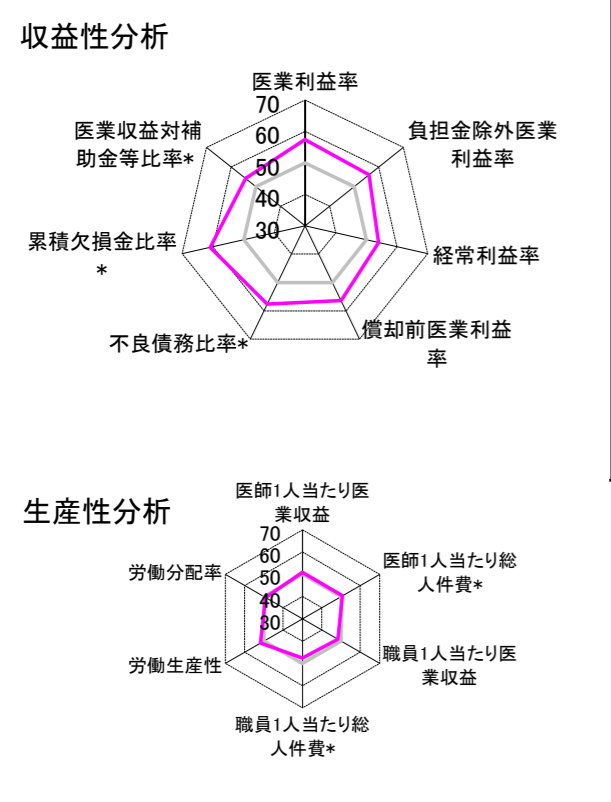 収益性分析
医業利益率
負担金除外医業
利益率
経常利益率
償却前医業利益
率
不良債務比率*
累積欠損金比率
*
医業収益対補
助金等比率*
70
60
50
40
30
生産性分析
医師1人当たり医
業収益
医師1人当たり総
人件費*
職員1人当たり医
業収益
職員1人当たり総
人件費*
労働生産性
労働分配率
70
60
50
40
30